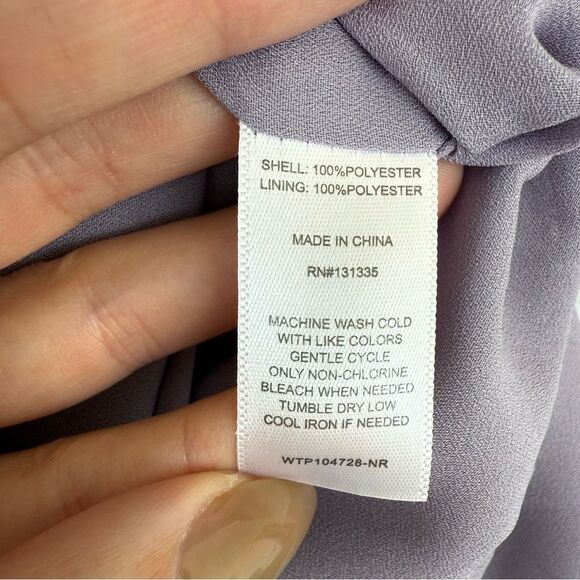 SHELL: 100%POLYESTER
LINING: 100%POLYESTER
MADE IN CHINA
RN#131335
MACHINE WASH COLD
WITH LIKE COLORS
GENTLE CYCLE
ONLY NON-CHLORINE
BLEACH WHEN NEEDED
TUMBLE DRY LOW
COOL IRON IF NEEDED
WTP104728-NR